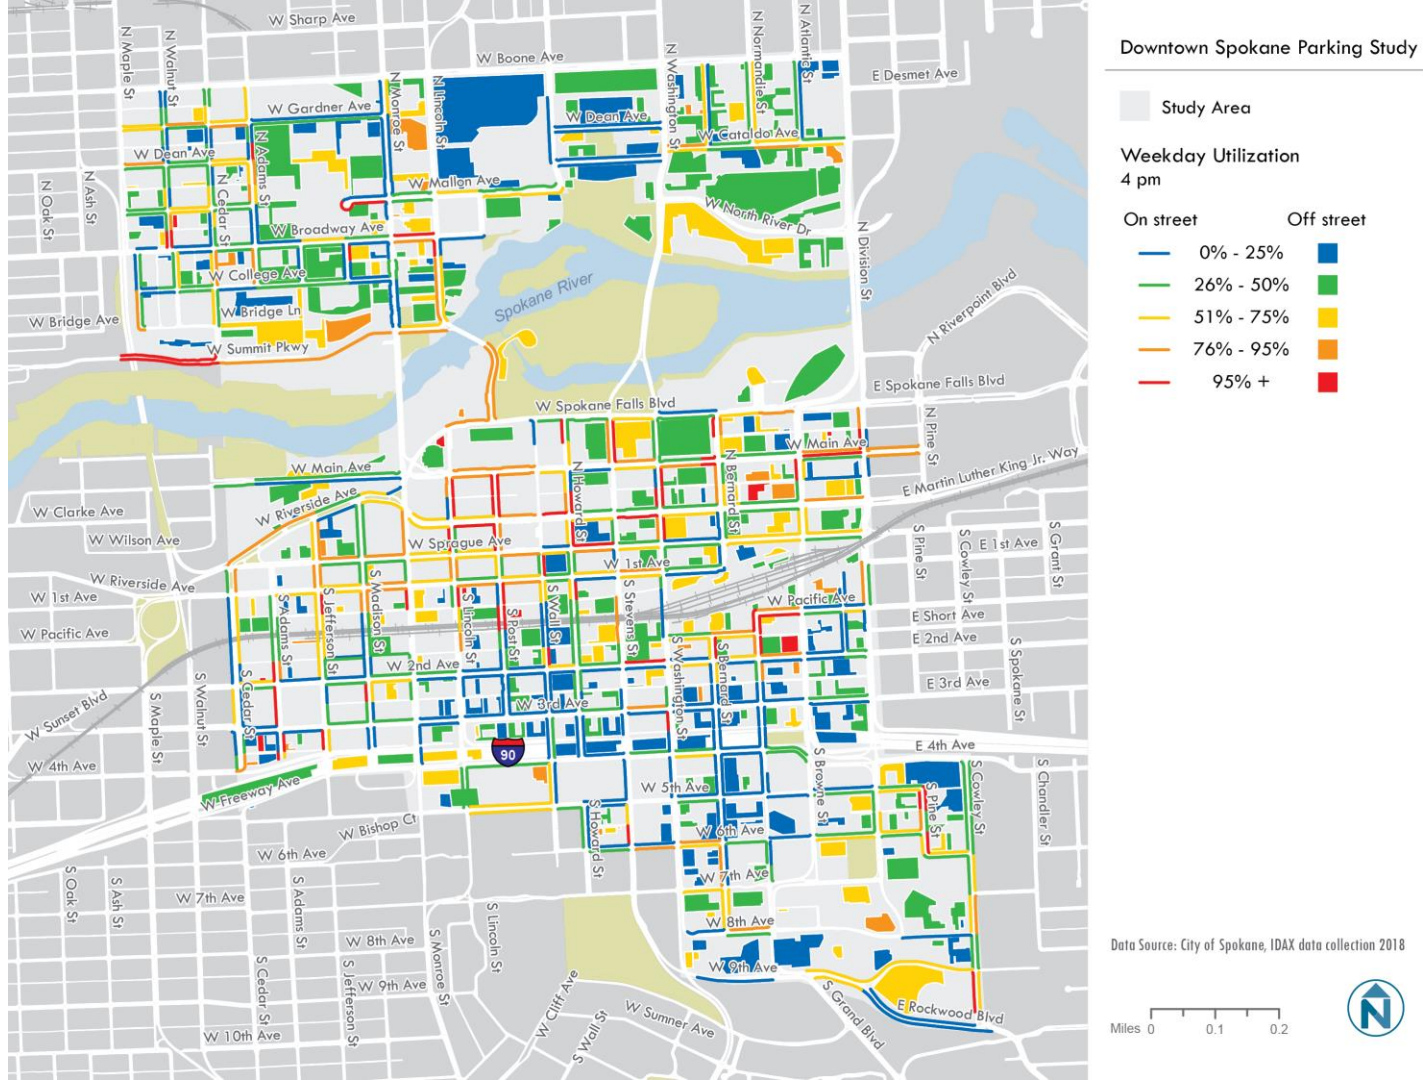 W Sharp Ave
W Boone Ave
E Desmet Ave
N Maple St
N Walnut St
N Monroe St
N Lincoln St
N Washington St
N Normandie St
N Atlantic St
W Gardner Ave
W Dean Ave
W Cataldo Ave
W Dean Ave
N Adams St
N Oak St
N Ash St
N Cedar St
W Mallon Ave
W North River Dr
W Broadway Ave
N Division St
W College Ave
Spokane River
N Riverpoint Blvd
W Bridge Ln
W Bridge Ave
W Summit Pkwy
E Spokane Falls Blvd
W Spokane Falls Blvd
N Pine St
W Main Ave
W Main Ave
N Howard St
N Bernard St
E Martin Luther King Jr. Way
W Riverside Ave
W Clarke Ave
W Wilson Ave
W Sprague Ave
S Pine St
S Cowley St
E 1st Ave
S Grant St
W 1st Ave
W Riverside Ave
W 1st Ave
S Adams St
S Jefferson St
S Madison St
S Lincoln St
S Post St
S Wall St
S Stevens St
W Pacific Ave
E Short Ave
W Pacific Ave
E 2nd Ave
W 2nd Ave
S Washington St
S Bernard St
S Spokane St
E 3rd Ave
W Sunset Blvd
S Maple St
S Walnut St
S Cedar St
W 3rd Ave
90
E 4th Ave
W 4th Ave
S Browne St
W Freeway Ave
W 5th Ave
S Pine St
S Cowley St
S Chandler St
W Bishop Ct
S Howard St
W 6th Ave
W 6th Ave
S Oak St
S Ash St
W 7th Ave
S Adams St
W 7th Ave
S Lincoln St
W 8th Ave
W 8th Ave
S Monroe St
S Cedar St
S Jefferson St
W 9th Ave
W 9th Ave
W Cliff Ave
S Wall St
W Sumner Ave
S Grand Blvd
E Rockwood Blvd
W 10th Ave
Downtown Spokane Parking Study
Study Area
Weekday Utilization
4 pm
On street Off street
0% - 25%
26% - 50%
51% - 75%
76% - 95%
95% +
Data Source: City of Spokane, IDAX data collection 2018
Miles 0 0.1 0.2
N